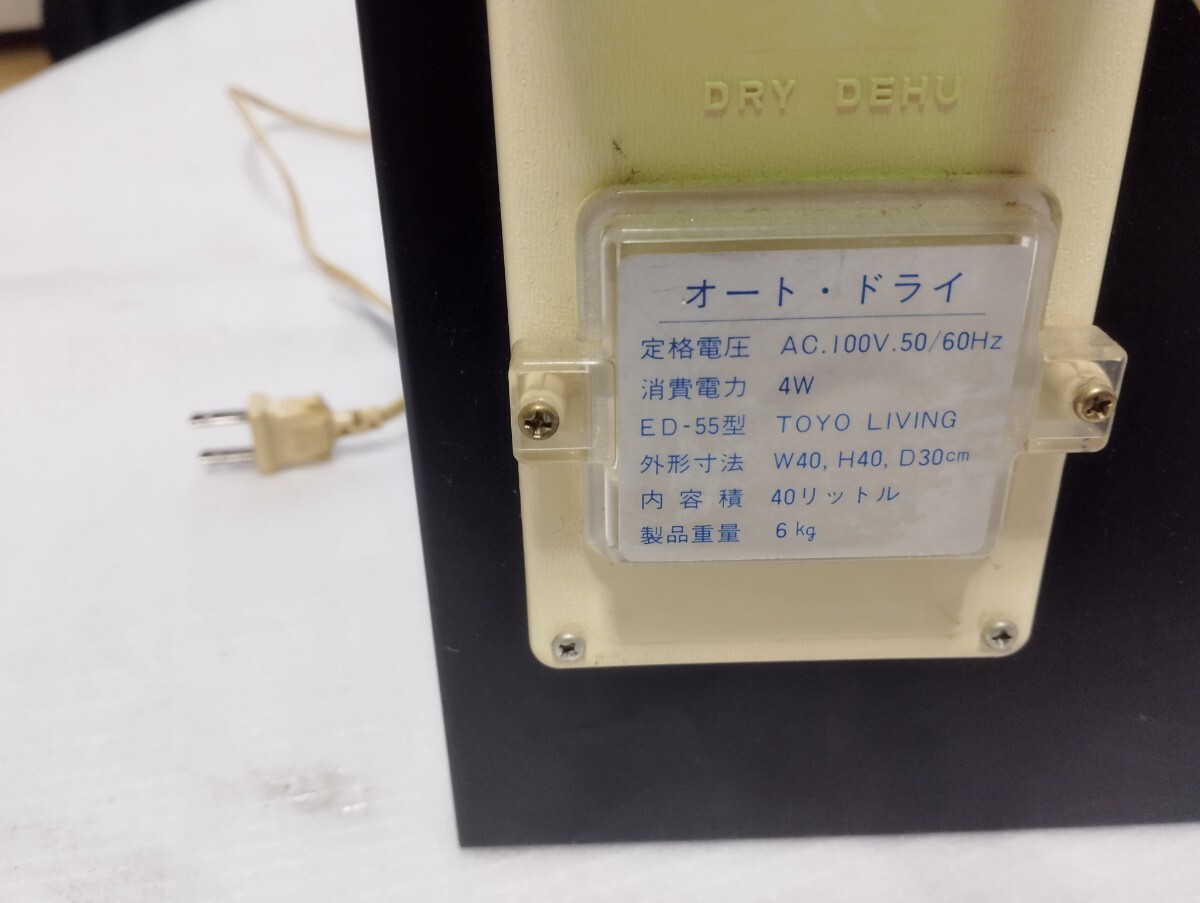 DRY DEHU
オート・ドライ
定格電圧 AC.100V.50/60Hz
消費電力 4W
ED-55型 TOYO LIVING
外形寸法 W40, H40, D30cm
内容積 40リットル
製品重量 6kg